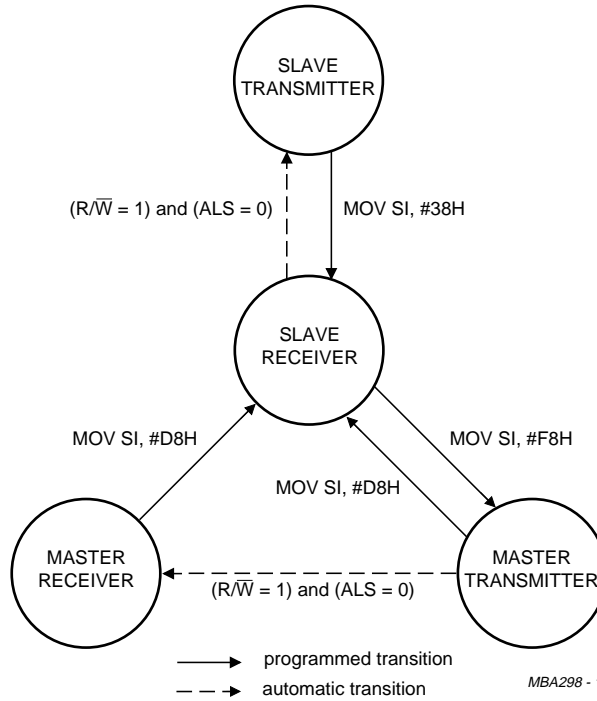 SLAVE
TRANSMITTER
(R/W̅ = 1) and (ALS = 0)
MOV SI, #38H
SLAVE
RECEIVER
MOV SI, #D8H
MOV SI, #F8H
MOV SI, #D8H
MASTER
RECEIVER
MASTER
TRANSMITTER
(R/W̅ = 1) and (ALS = 0)
programmed transition
automatic transition
MBA298 -